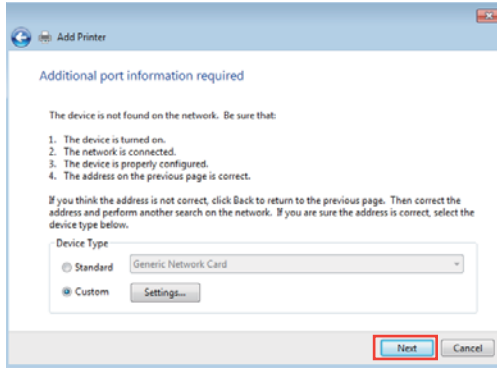 Add Printer
Additional port information required
The device is not found on the network. Be sure that:
1. The device is turned on.
2. The network is connected.
3. The device is properly configured.
4. The address on the previous page is correct.
If you think the address is not correct, click Back to return to the previous page. Then correct the
address and perform another search on the network. If you are sure the address is correct, select the
device type below.
Device Type
Standard Generic Network Card
Custom Settings...
Next Cancel